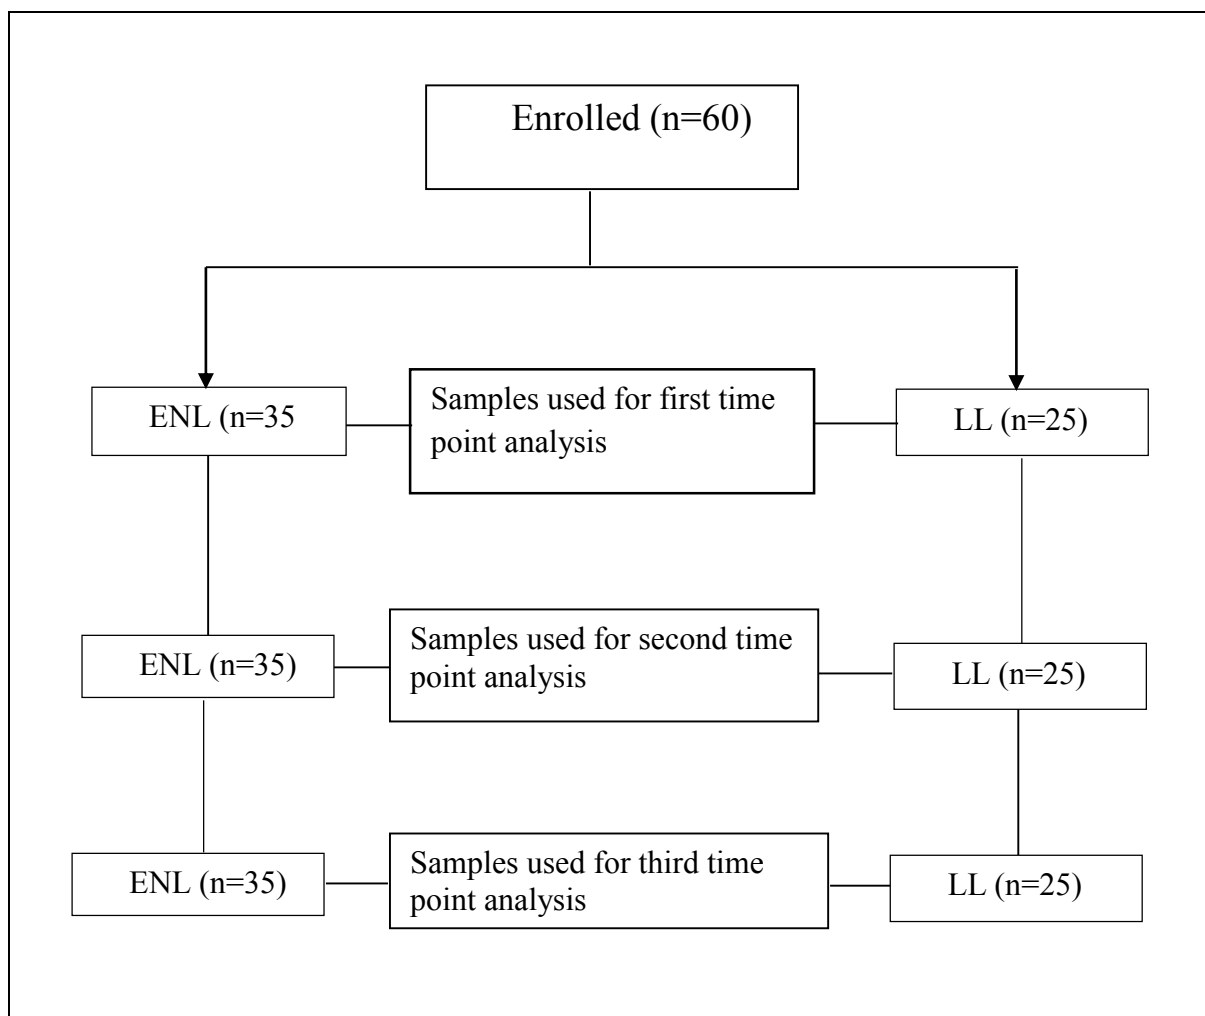 Enrolled (n=60)
ENL (n=35
Samples used for first time
point analysis
LL (n=25)
ENL (n=35)
Samples used for second time
point analysis
LL (n=25)
ENL (n=35)
Samples used for third time
point analysis
LL (n=25)